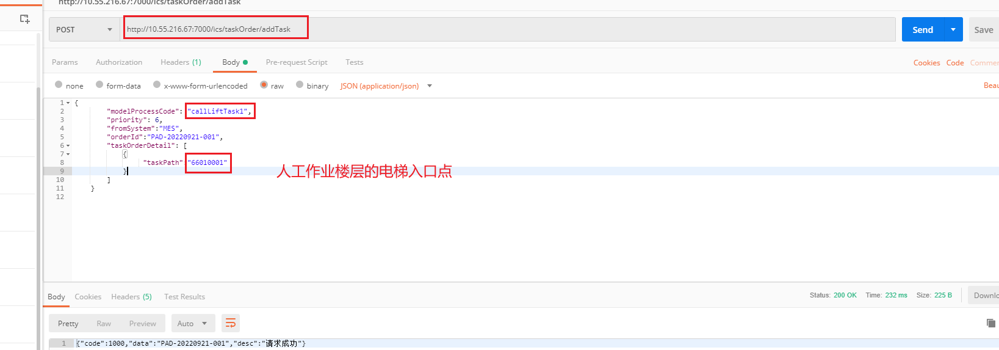 http://10.55.216.67:7000/ics/taskOrder/addTask
POST http://10.55.216.67:7000/ics/taskOrder/addTask Send Save
Params Authorization Headers (1) Body Pre-request Script Tests Cookies Code
none form-data x-www-form-urlencoded raw binary JSON (application/json)
1 {
2 "modelProcessCode": "callLiftTask1",
3 "priority": 6,
4 "fromSystem":"MES",
5 "orderId":"PAD-20220921-001",
6 "taskOrderDetail": [
7 {
8 "taskPath":"66010001"
9 }
10 ]
11 }
12
人工作业楼层的电梯入口点
Body Cookies Headers (5) Test Results Status: 200 OK Time: 232 ms Size: 225 B
Pretty Raw Preview Auto
1 {"code":1000,"data":"PAD-20220921-001","desc":"请求成功"}